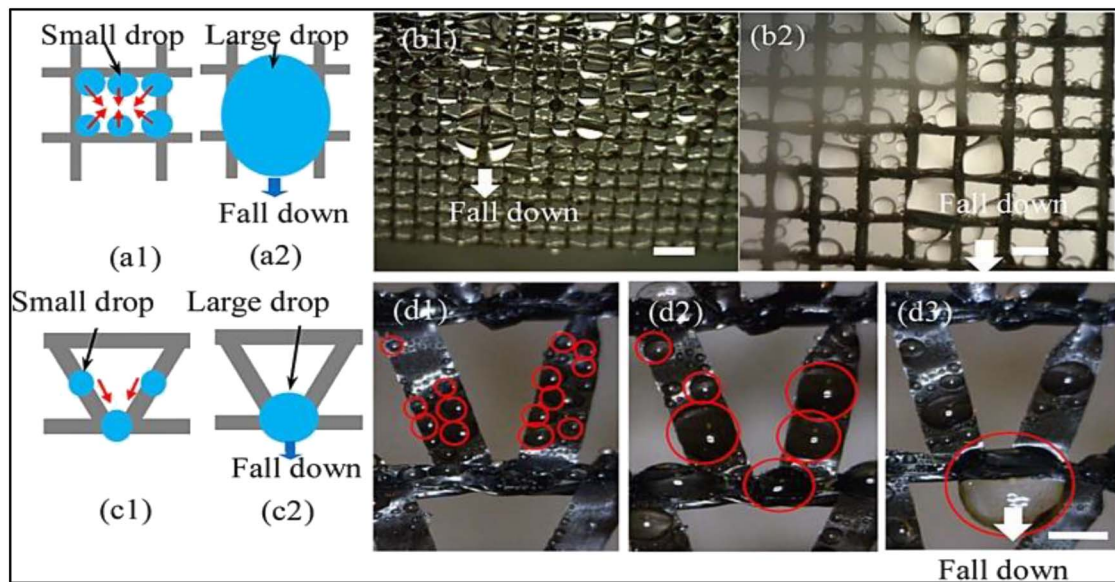 Small drop
Large drop
Fall down
(a1)
(a2)
(b1)
Fall down
(b2)
Fall down
Small drop
Large drop
Fall down
(c1)
(c2)
(d1)
(d2)
(d3)
Fall down